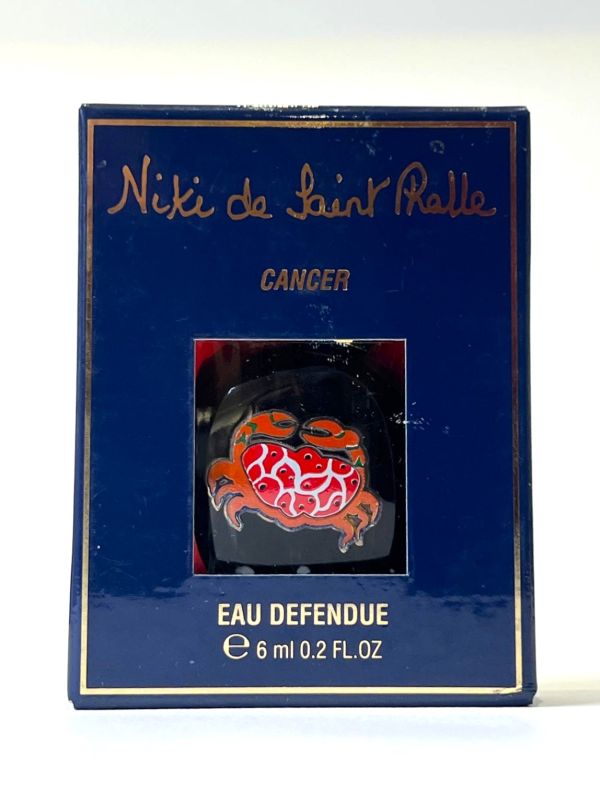 Niki de Saint Phalle
CANCER
EAU DEFENDUE
℮ 6 ml 0.2 FL.OZ